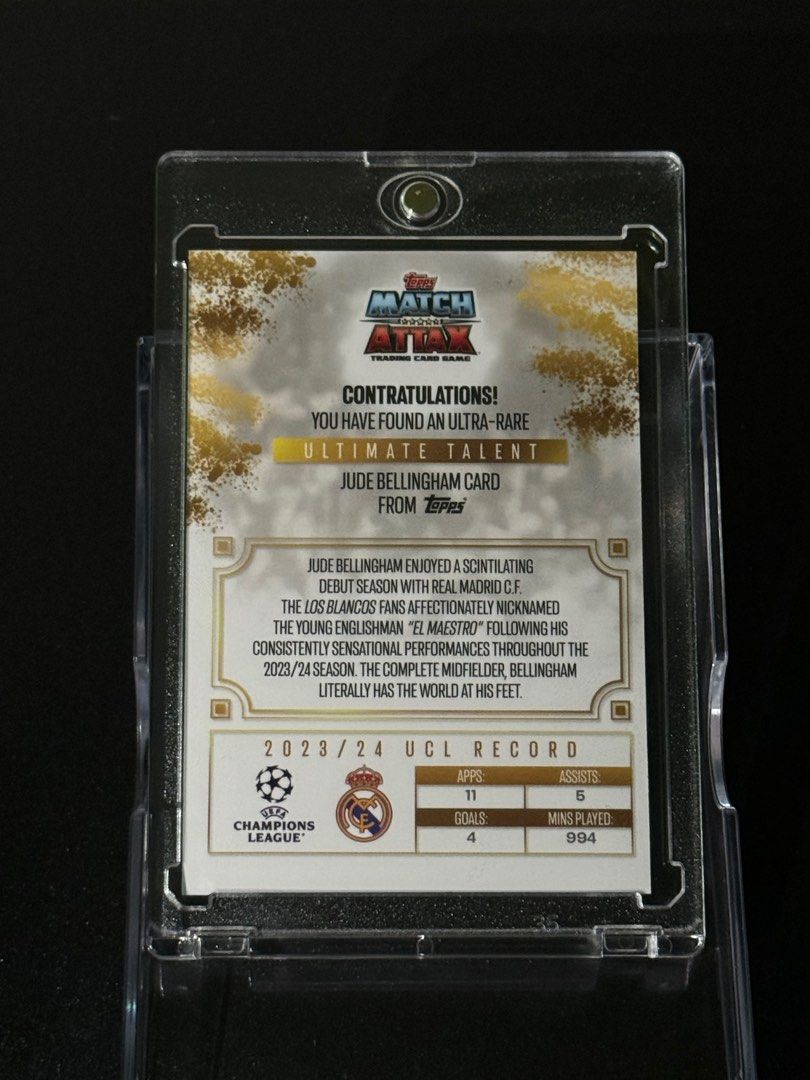 Topps
MATCH
ATTAX
TRADING CARD GAME
CONTRATULATIONS!
YOU HAVE FOUND AN ULTRA-RARE
ULTIMATE TALENT
JUDE BELLINGHAM CARD
FROM Topps
JUDE BELLINGHAM ENJOYED A SCINTILATING
DEBUT SEASON WITH REAL MADRID C.F.
THE LOS BLANCOS FANS AFFECTIONATELY NICKNAMED
THE YOUNG ENGLISHMAN "EL MAESTRO" FOLLOWING HIS
CONSISTENTLY SENSATIONAL PERFORMANCES THROUGHOUT THE
2023/24 SEASON. THE COMPLETE MIDFIELDER, BELLINGHAM
LITERALLY HAS THE WORLD AT HIS FEET.
2023/24 UCL RECORD
UEFA
CHAMPIONS
LEAGUE
APPS: ASSISTS:
11 5
GOALS: MINS PLAYED:
4 994
35